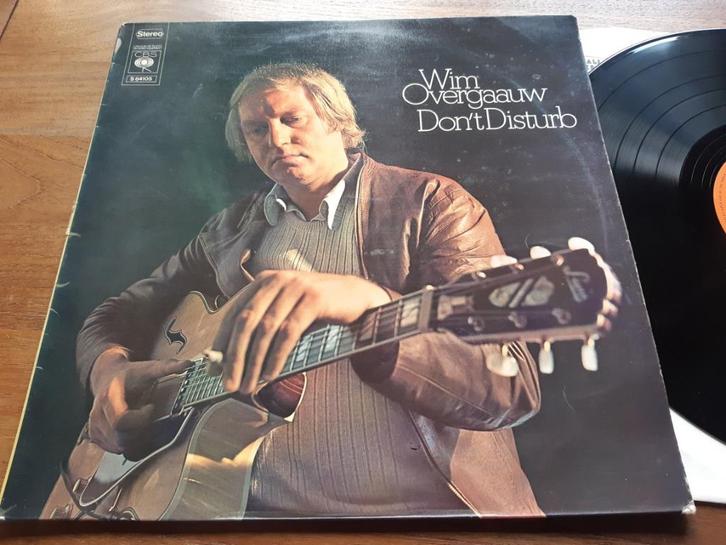 Stereo
CBS
S 64105
Wim
Overgaauw
Don't Disturb